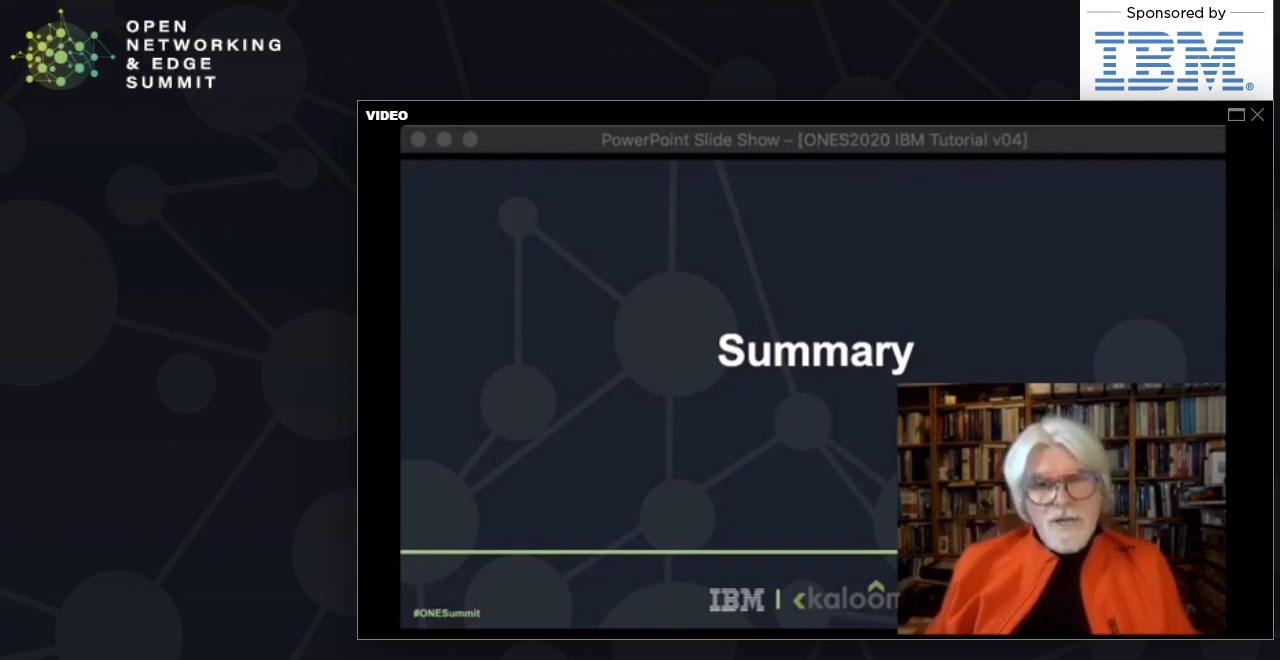 OPEN
NETWORKING
& EDGE
SUMMIT
Sponsored by
IBM®
VIDEO
PowerPoint Slide Show – [ONES2020 IBM Tutorial v04]
Summary
IBM | kaloom
#ONESummit